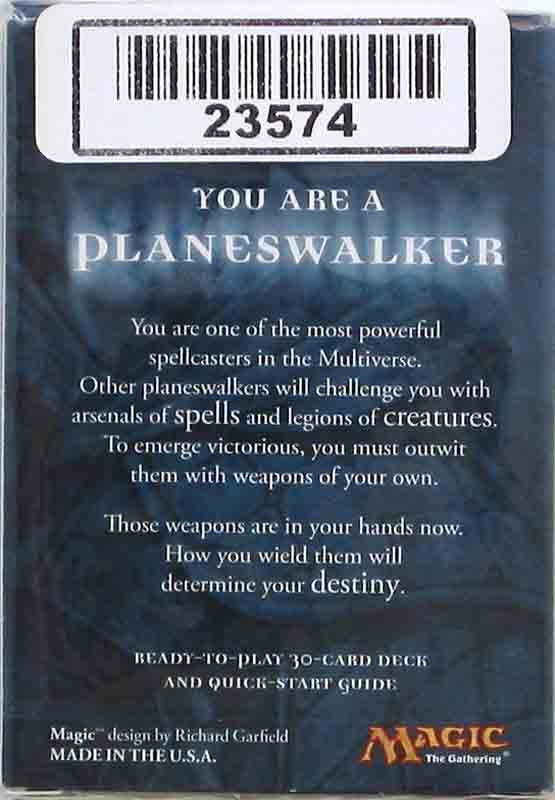 23574
YOU ARE A
PLANESWALKER
You are one of the most powerful
spellcasters in the Multiverse.
Other planeswalkers will challenge you with
arsenals of spells and legions of creatures.
To emerge victorious, you must outwit
them with weapons of your own.
Those weapons are in your hands now.
How you wield them will
determine your destiny.
READY-TO-PLAY 30-CARD DECK
AND QUICK-START GUIDE
Magic™ design by Richard Garfield
MADE IN THE U.S.A.
MAGIC
The Gathering®